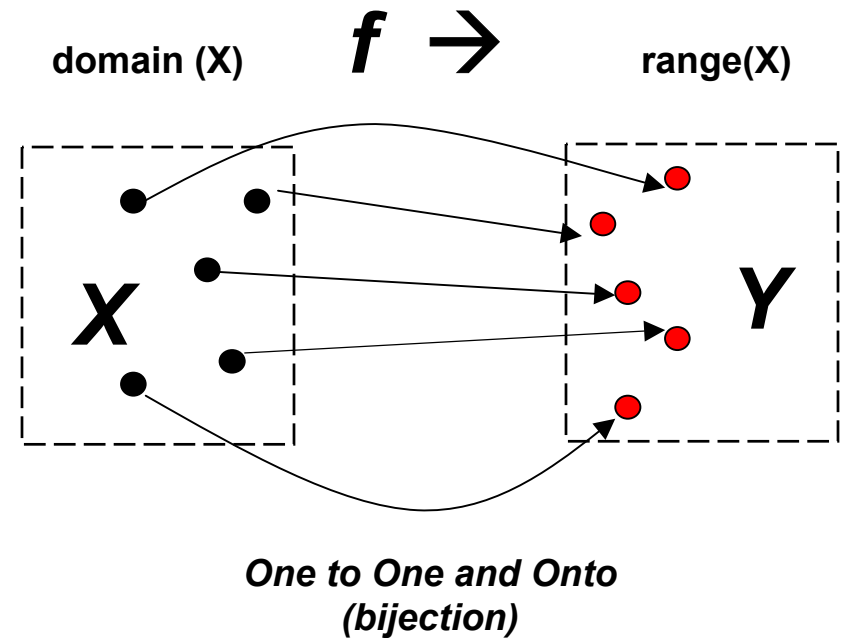 domain (X) f → range(X)
X
Y
One to One and Onto
(bijection)